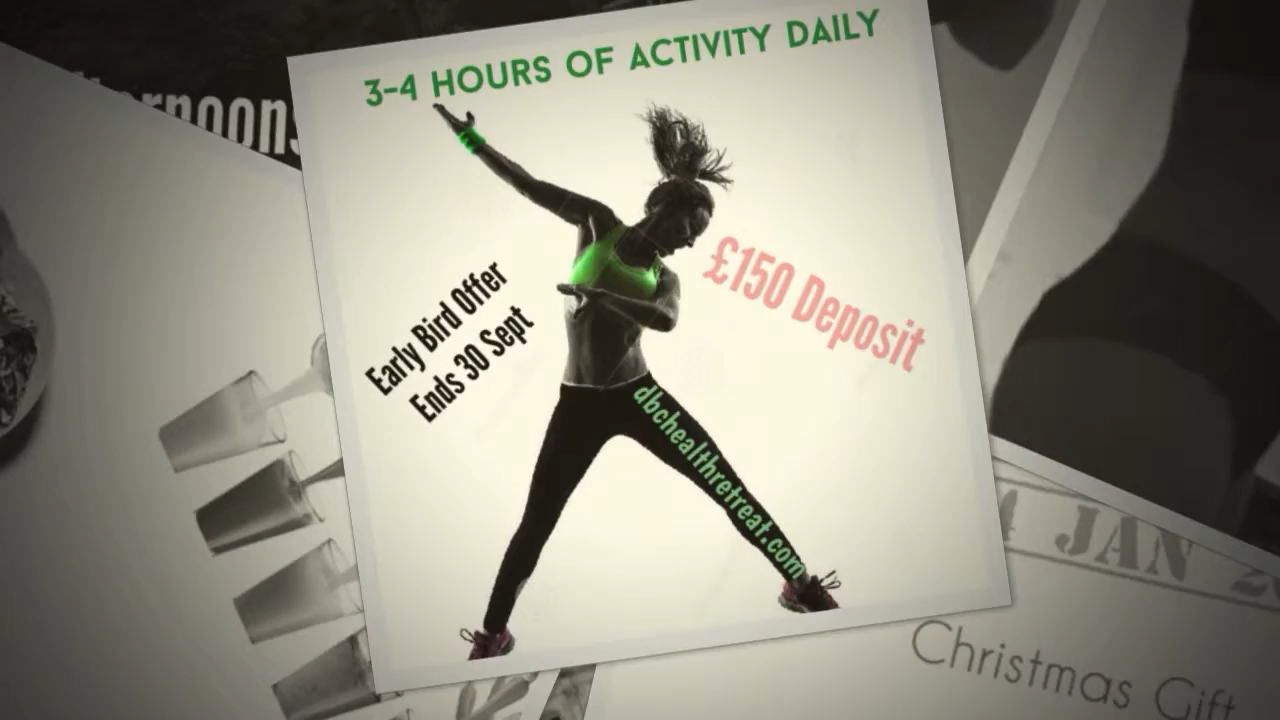 3-4 HOURS OF ACTIVITY DAILY
Early Bird Offer
Ends 30 Sept
£150 Deposit
dbchealthretreat.com
JAN
Christmas Gift